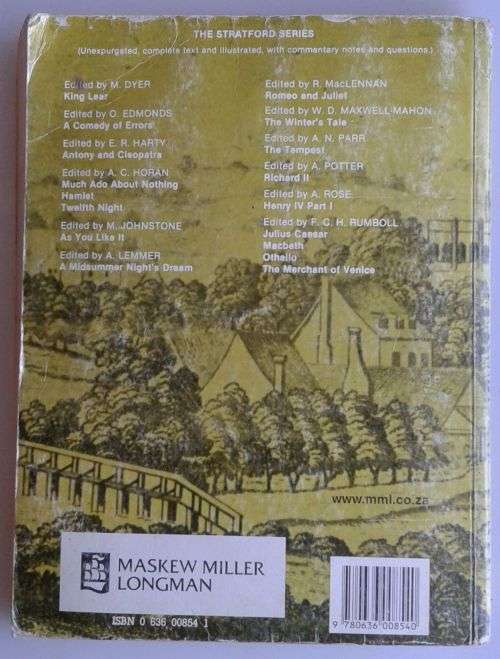 THE STRATFORD SERIES
(Unexpurgated, complete text and illustrated, with commentary notes and questions.)
Edited by M. DYER
King Lear
Edited by O. EDMONDS
A Comedy of Errors
Edited by E. R. HARTY
Antony and Cleopatra
Edited by A. C. HORAN
Much Ado About Nothing
Hamlet
Twelfth Night
Edited by M. JOHNSTONE
As You Like It
Edited by A. LEMMER
A Midsummer Night's Dream
Edited by R. MacLENNAN
Romeo and Juliet
Edited by W. D. MAXWELL-MAHON
The Winter's Tale
Edited by A. N. PARR
The Tempest
Edited by A. POTTER
Richard II
Edited by A. ROSE
Henry IV Part I
Edited by F. C. H. RUMBOLL
Julius Caesar
Macbeth
Othello
The Merchant of Venice
www.mml.co.za
MASKEW MILLER
LONGMAN
ISBN 0 636 00854 1
9 780636 008540